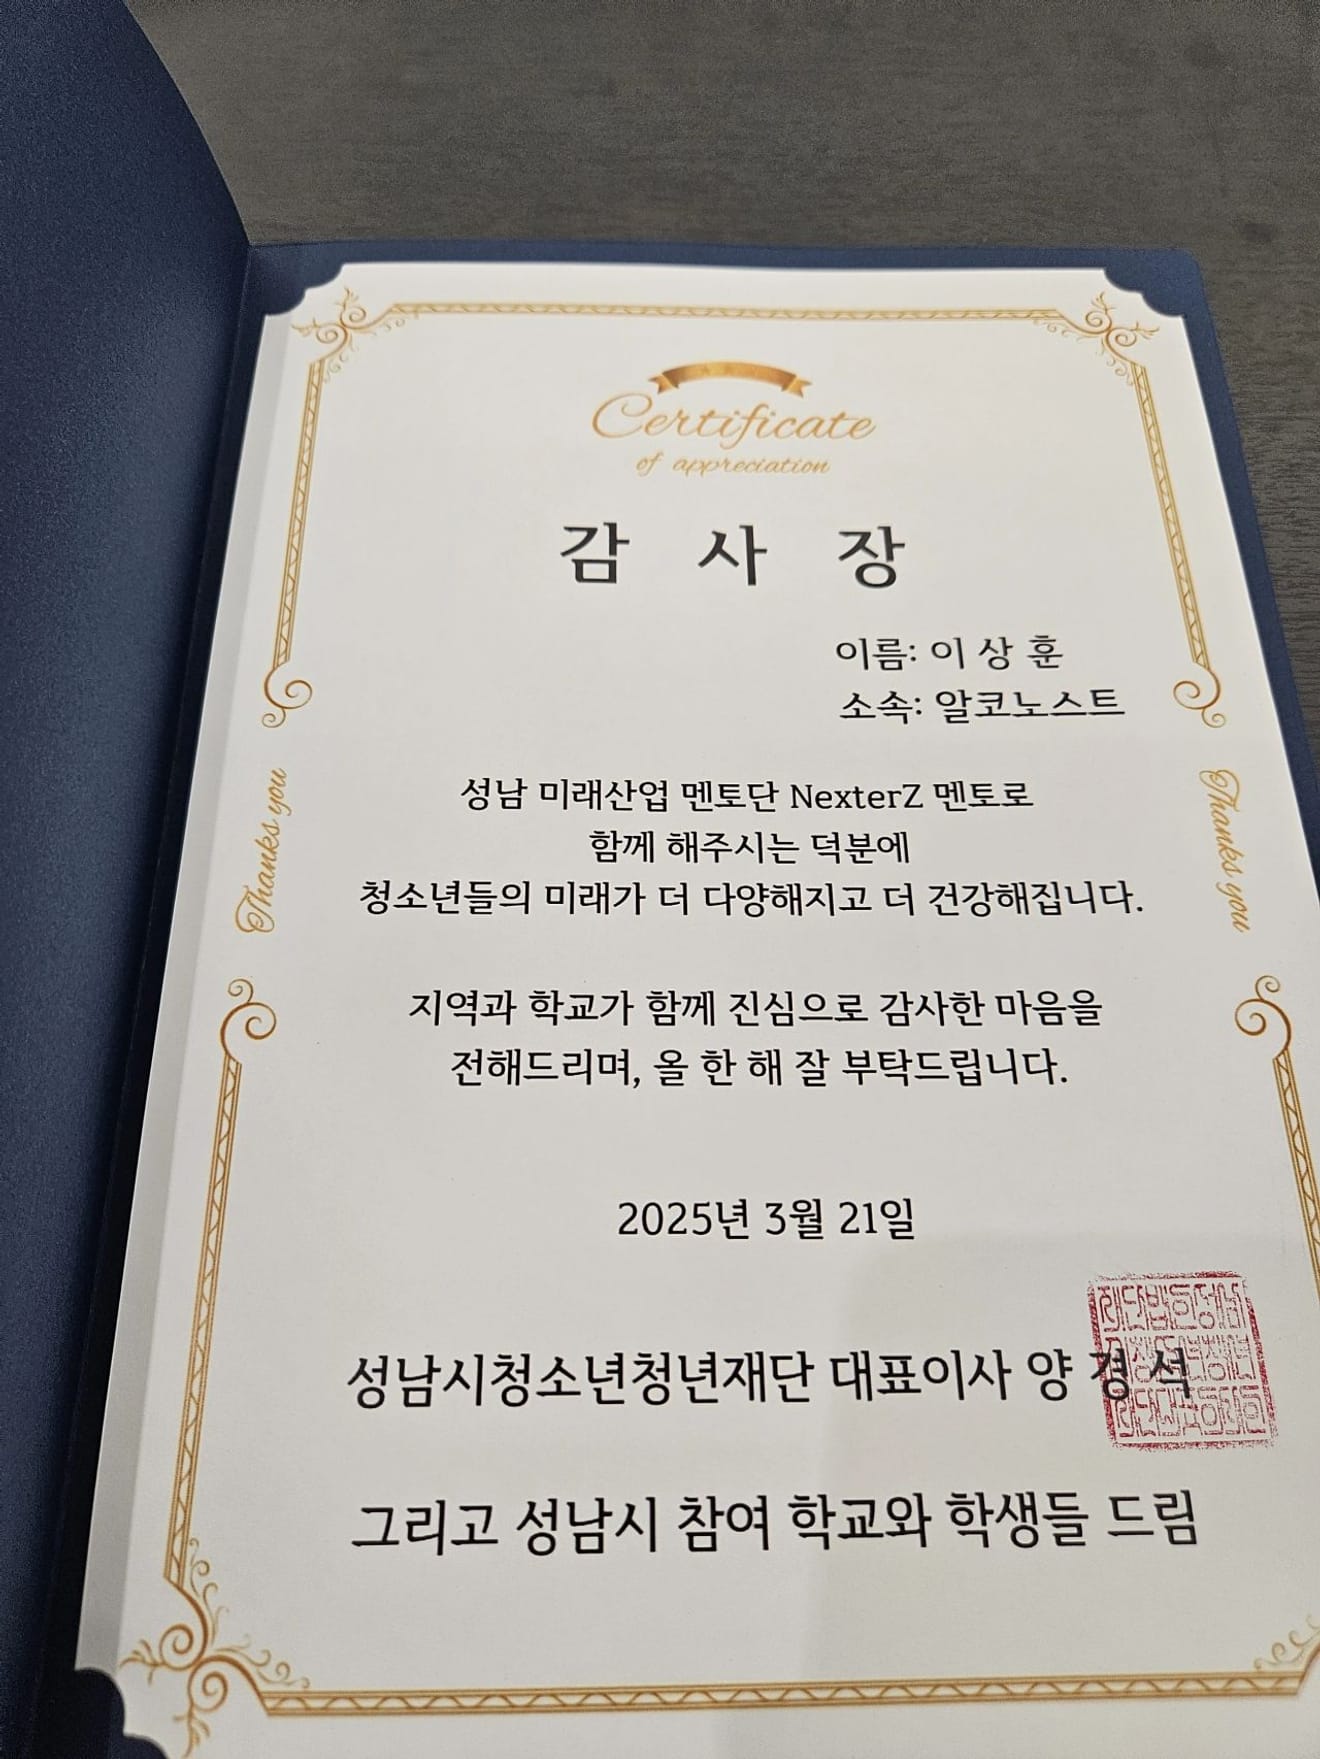 Certificate
of appreciation
감 사 장
이름: 이 상 훈
소속: 알코노스트
성남 미래산업 멘토단 NexterZ 멘토로
함께 해주시는 덕분에
청소년들의 미래가 더 다양해지고 더 건강해집니다.
지역과 학교가 함께 진심으로 감사한 마음을
전해드리며, 올 한 해 잘 부탁드립니다.
Thanks you
Thanks you
2025년 3월 21일
성남시청소년청년재단 대표이사 양 경 석
그리고 성남시 참여 학교와 학생들 드림